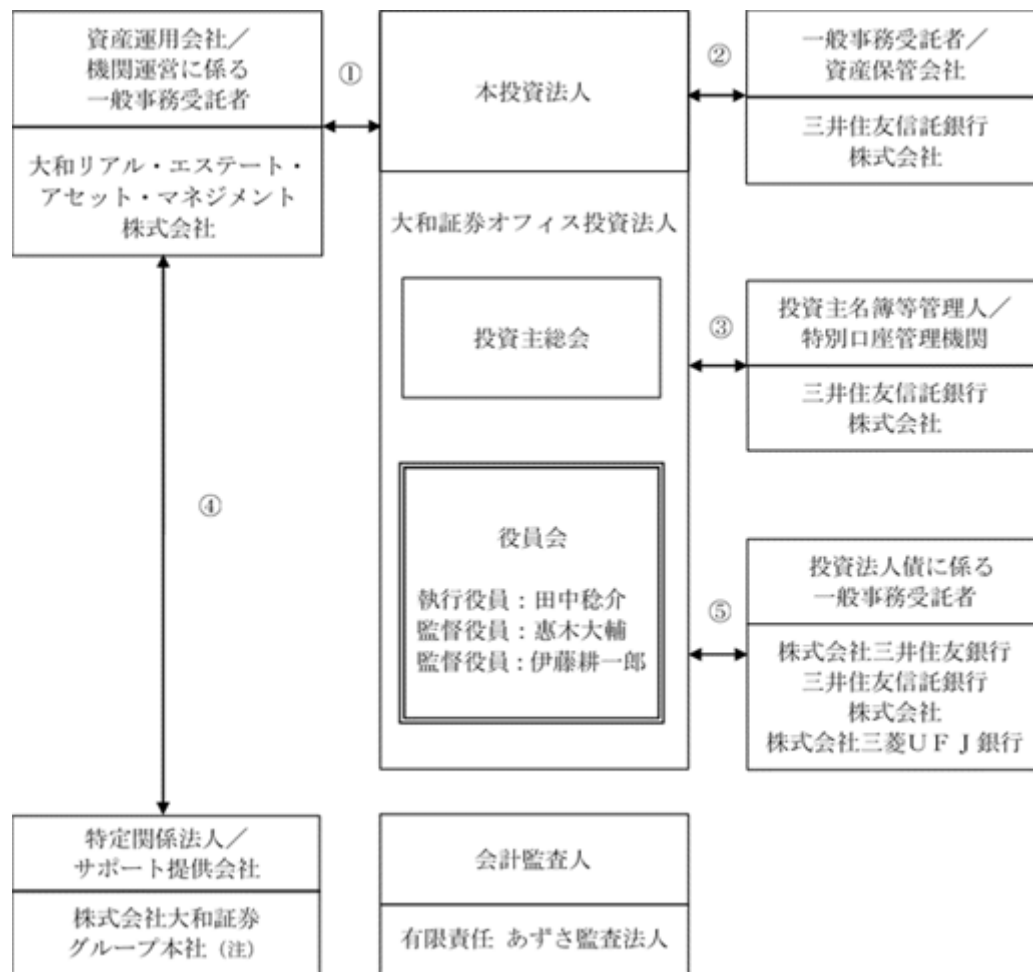 資産運用会社／
機関運営に係る
一般事務受託者
大和リアル・エステート・
アセット・マネジメント
株式会社
①
本投資法人
大和証券オフィス投資法人
投資主総会
役員会
執行役員：田中稔介
監督役員：惠木大輔
監督役員：伊藤耕一郎
②
一般事務受託者／
資産保管会社
三井住友信託銀行
株式会社
③
投資主名簿等管理人／
特別口座管理機関
三井住友信託銀行
株式会社
④
⑤
投資法人債に係る
一般事務受託者
株式会社三井住友銀行
三井住友信託銀行
株式会社
株式会社三菱ＵＦＪ銀行
特定関係法人／
サポート提供会社
株式会社大和証券
グループ本社（注）
会計監査人
有限責任 あずさ監査法人